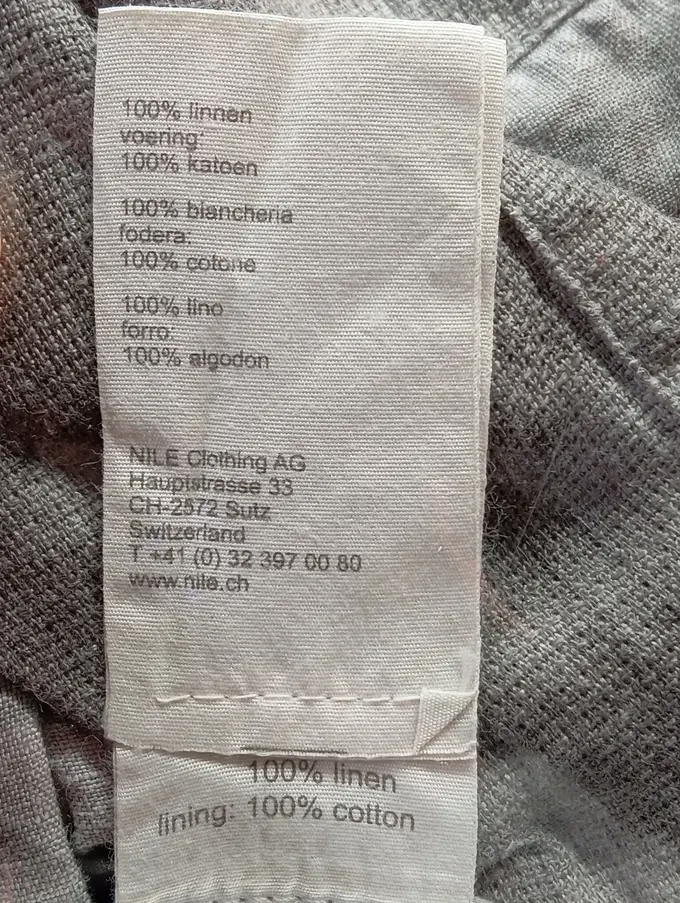 100% linnen
voering:
100% katoen
100% biancheria
fodera:
100% cotone
100% lino
forro:
100% algodon
NILE Clothing AG
Hauptstrasse 33
CH-2572 Sutz
Switzerland
T +41 (0) 32 397 00 80
www.nile.ch
100% linen
lining: 100% cotton